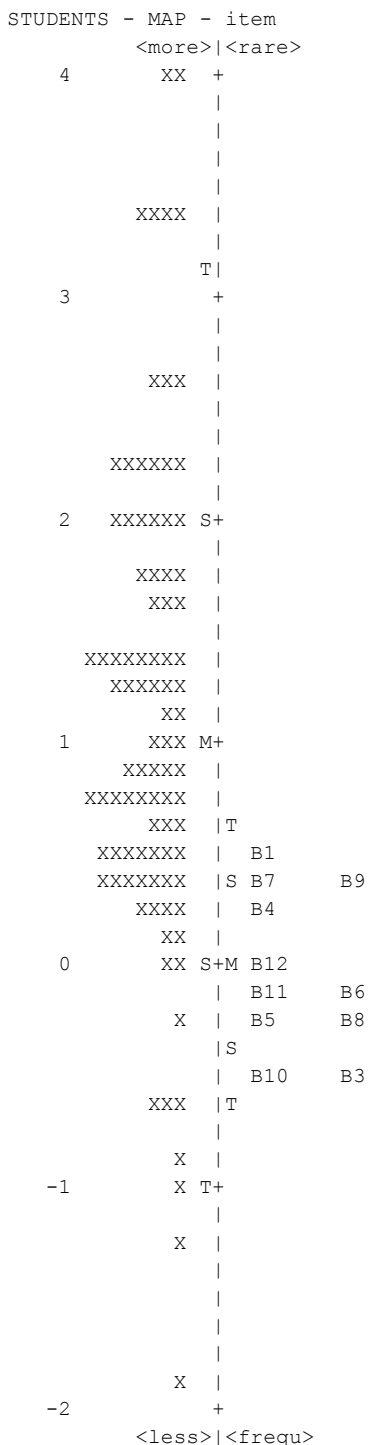 STUDENTS - MAP - item
<more>|<rare>
4 XX +
|
|
|
|
XXXX |
|
T|
3 +
|
|
XXX |
|
|
XXXXXX |
|
2 XXXXXX S+
|
XXXX |
XXX |
|
XXXXXXXX |
XXXXXX |
XX |
1 XXX M+
XXXXX |
XXXXXXXX |
XXX |T
XXXXXXX | B1
XXXXXXX |S B7 B9
XXXX | B4
XX |
0 XX S+M B12
| B11 B6
X | B5 B8
|S
| B10 B3
XXX |T
|
X |
-1 X T+
|
X |
|
|
|
|
X |
-2 +
<less>|<frequ>